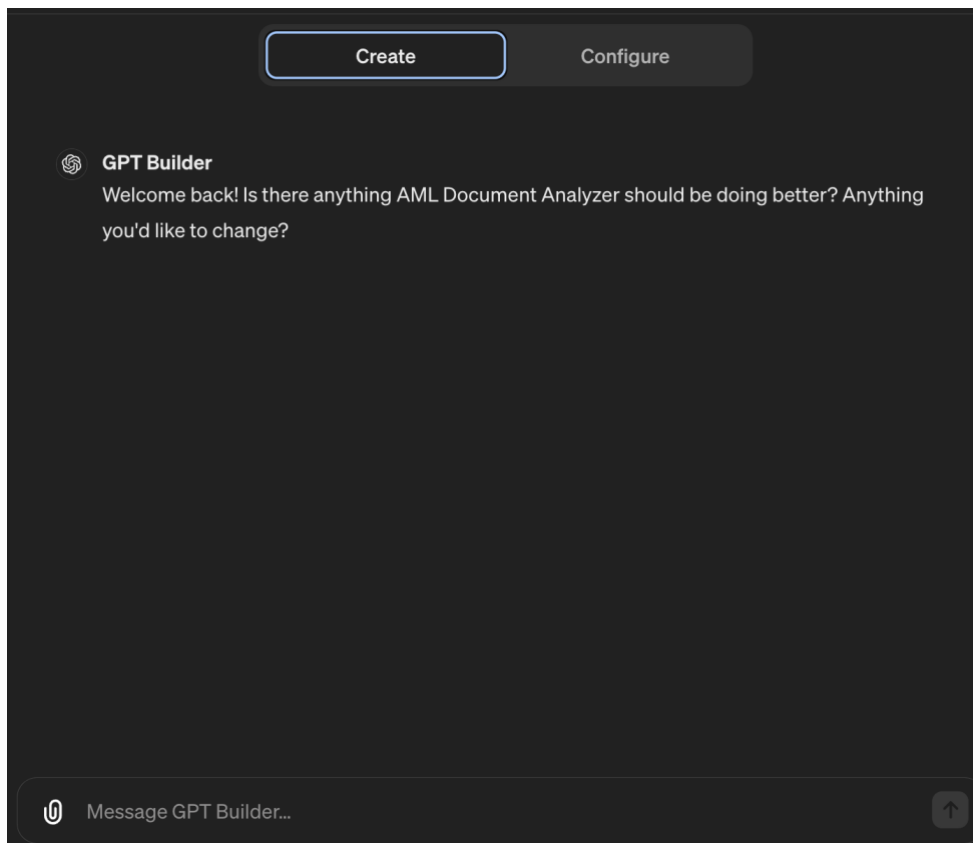 Create
Configure
GPT Builder
Welcome back! Is there anything AML Document Analyzer should be doing better? Anything
you'd like to change?
Message GPT Builder...